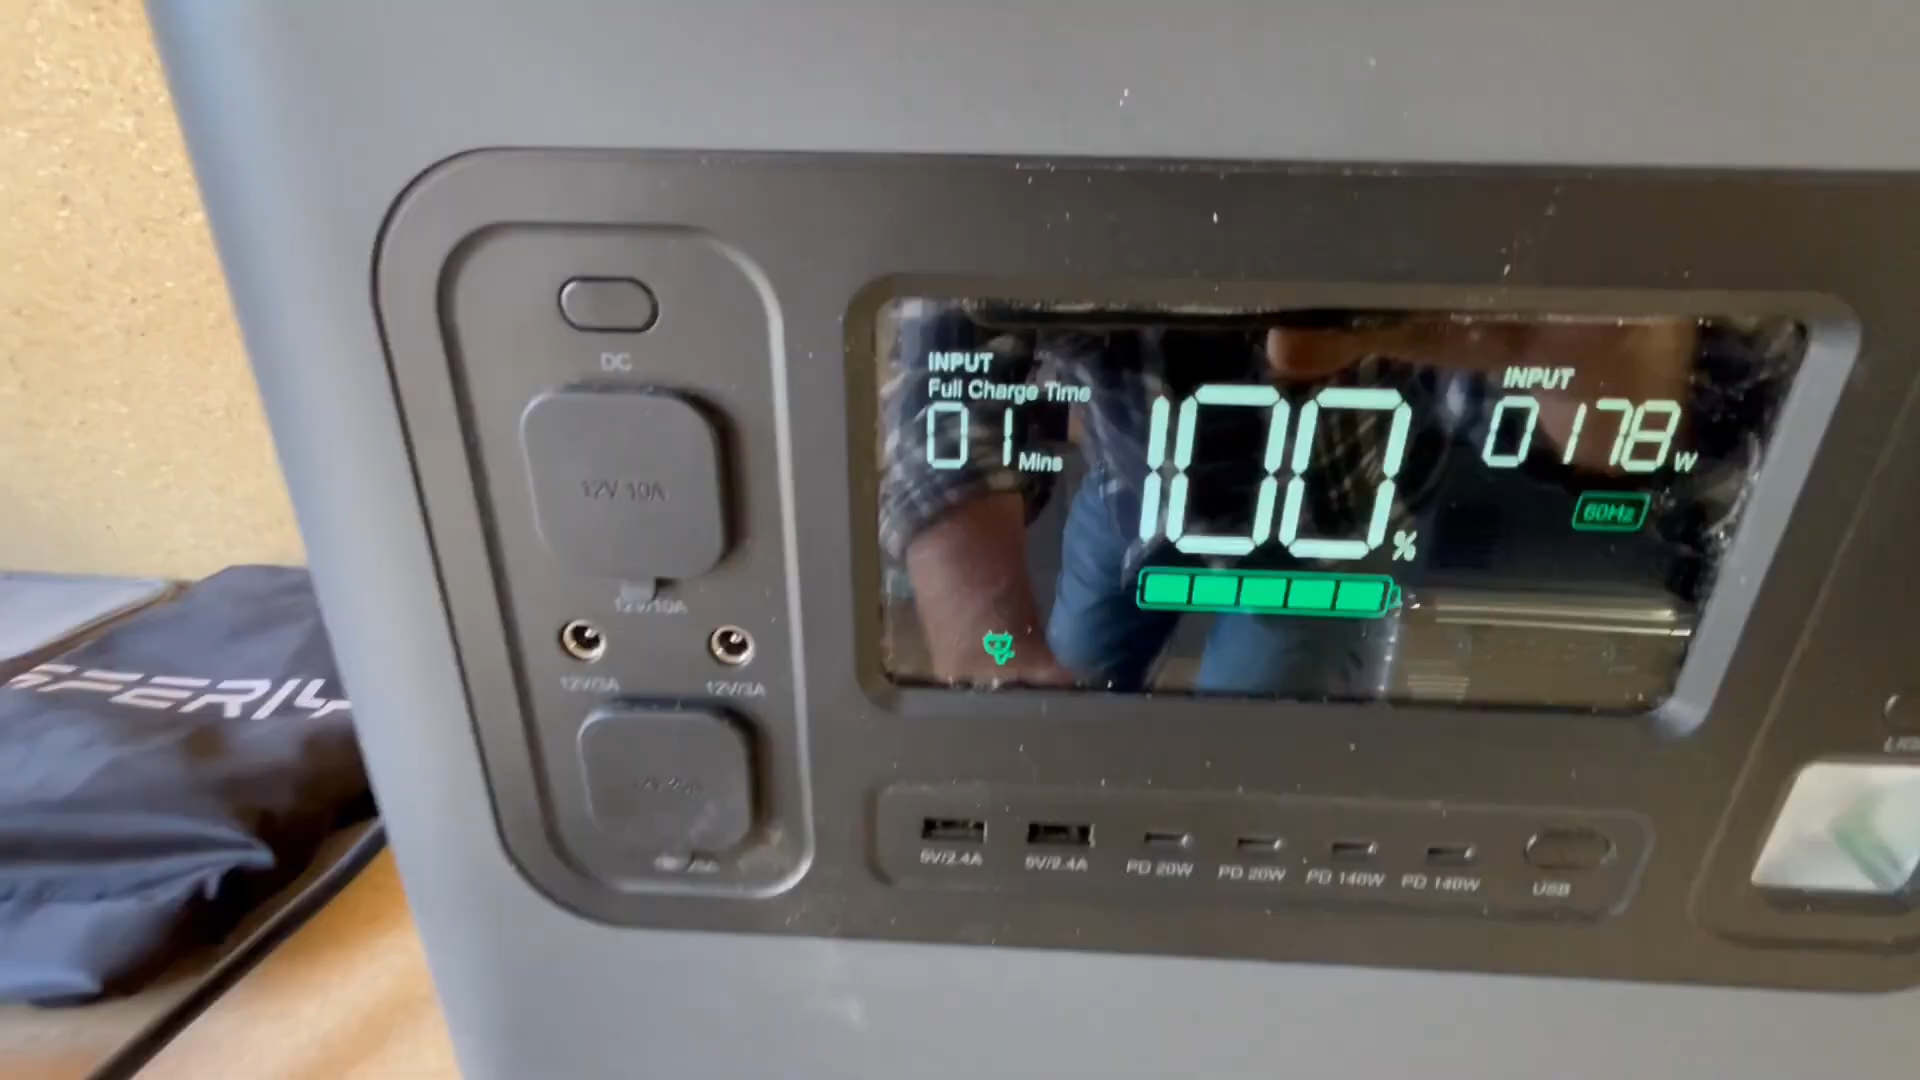 DC
12V 10A
12V/10A
12V/3A
12V/3A
INPUT
Full Charge Time
01 Mins
100 %
INPUT
0178 W
60Hz
5V/2.4A
5V/2.4A
PD 20W
PD 20W
PD 140W
PD 140W
USB